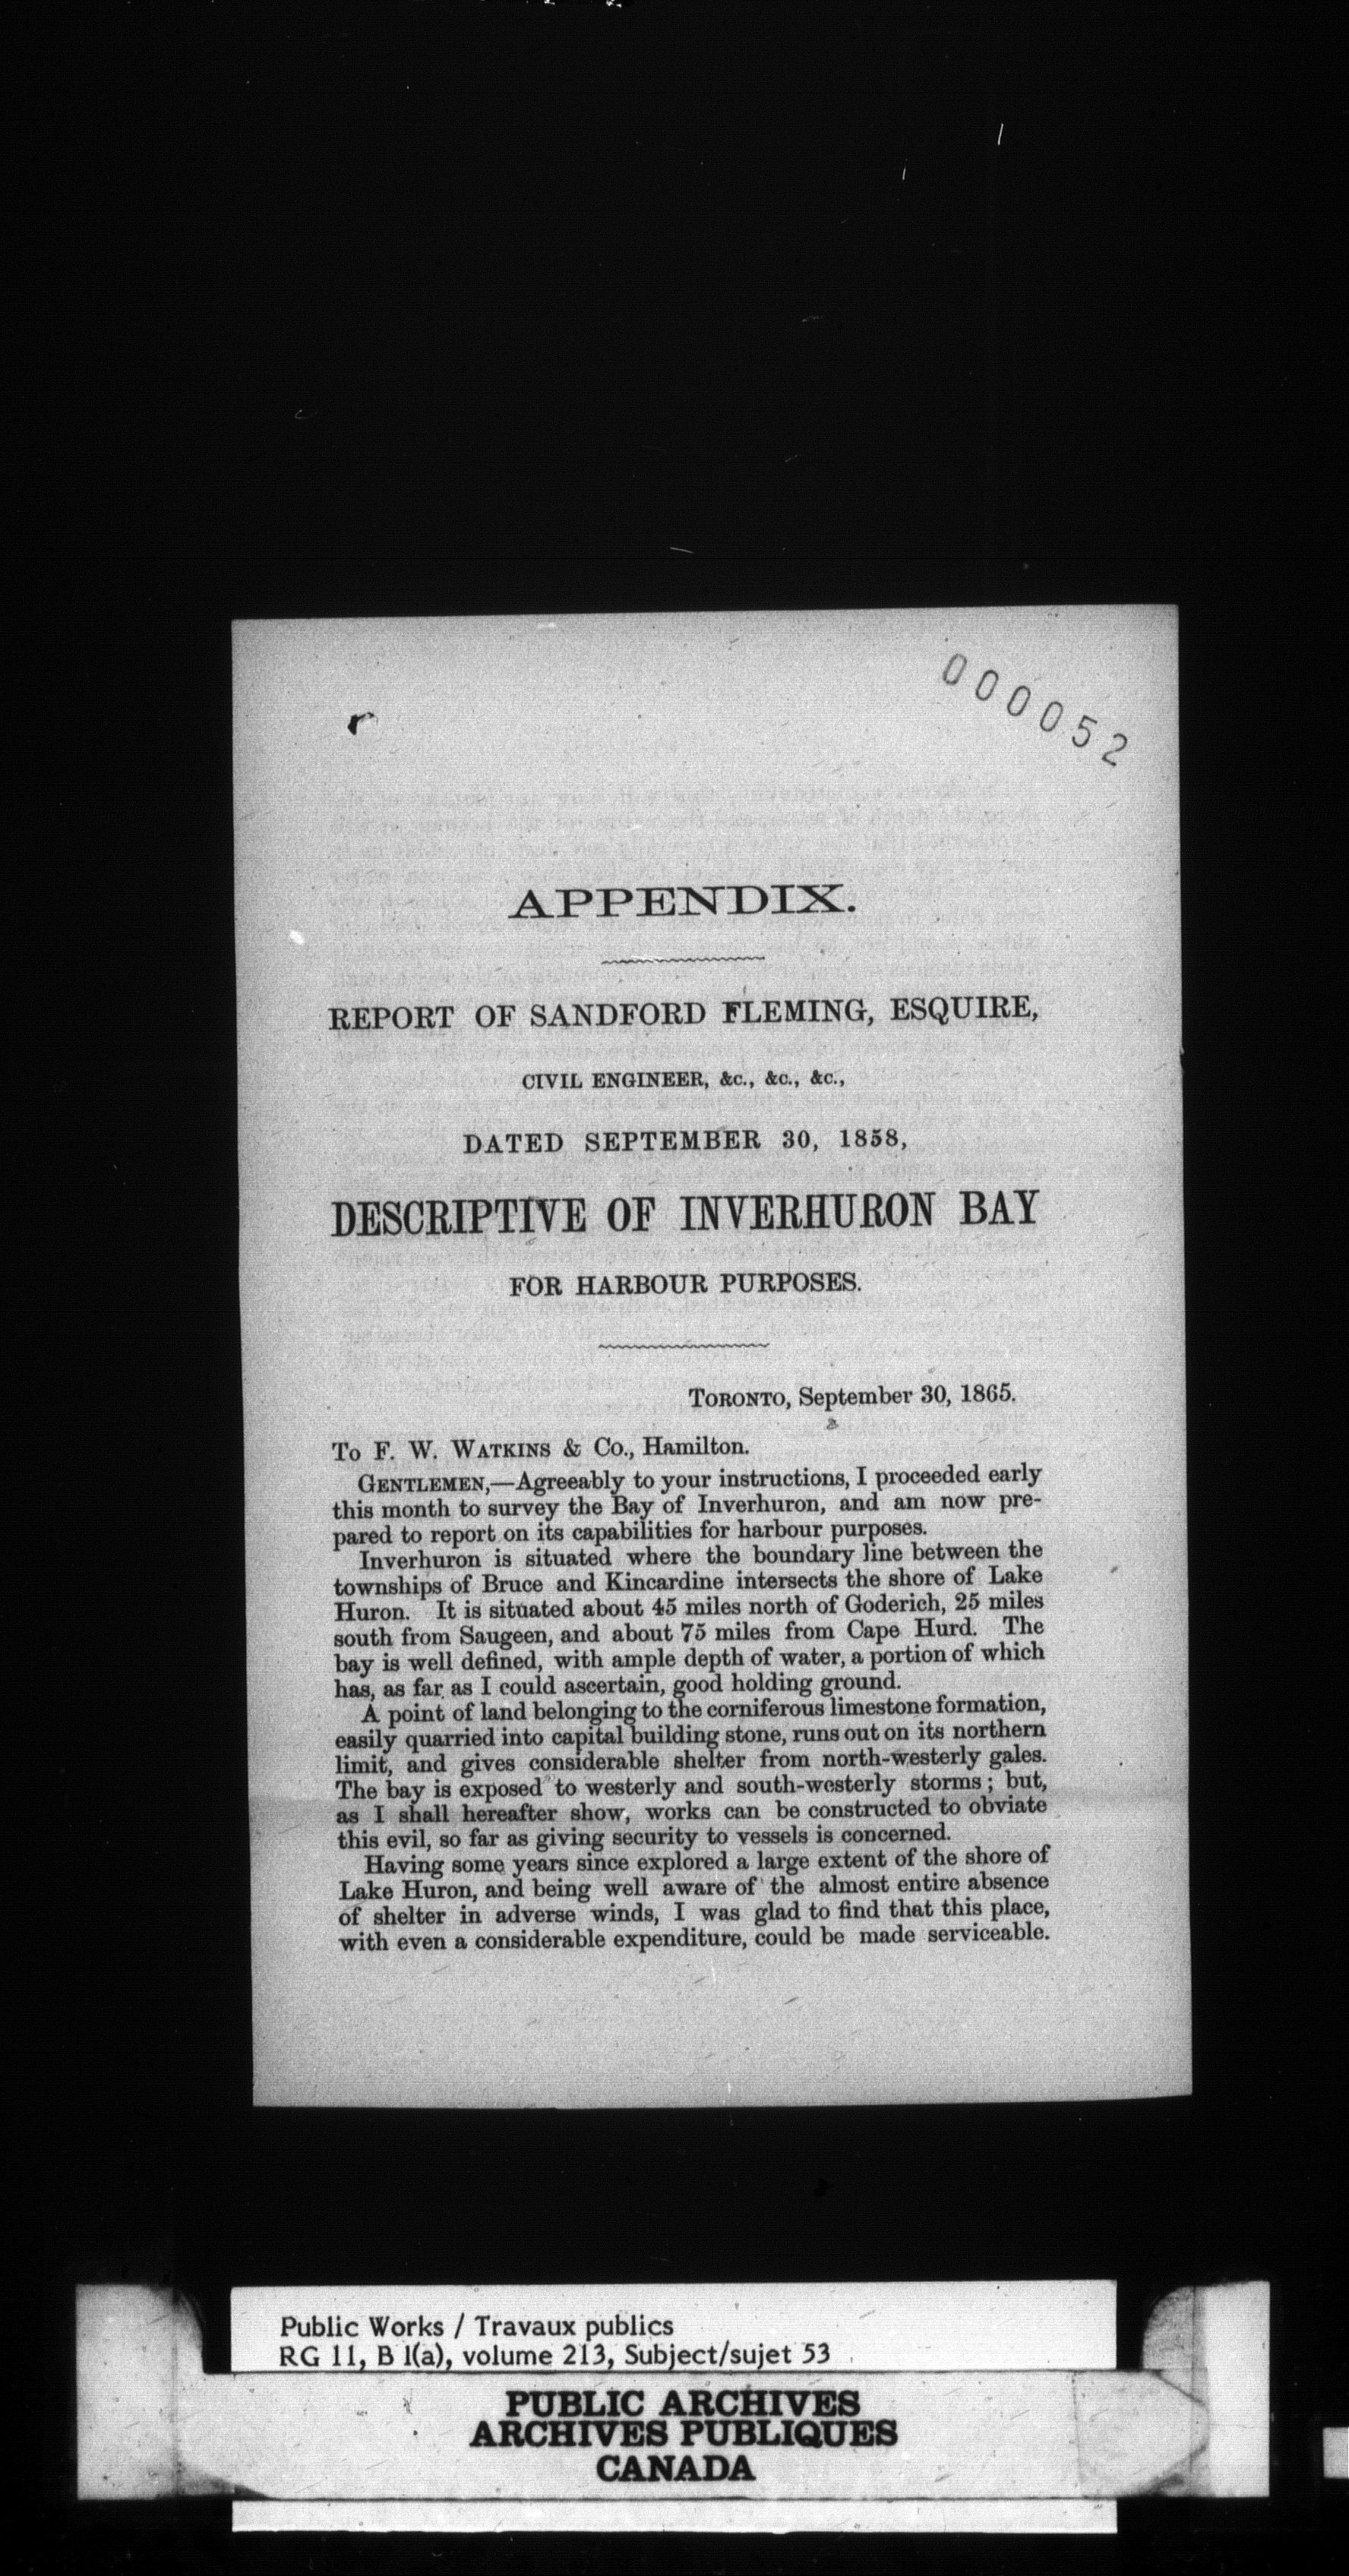 000052
APPENDIX.
REPORT OF SANDFORD FLEMING, ESQUIRE,
CIVIL ENGINEER, &c., &c., &c.,
DATED SEPTEMBER 30, 1858,
DESCRIPTIVE OF INVERHURON BAY
FOR HARBOUR PURPOSES.
TORONTO, September 30, 1865.
To F. W. WATKINS & Co., Hamilton.
GENTLEMEN,—Agreeably to your instructions, I proceeded early
this month to survey the Bay of Inverhuron, and am now pre-
pared to report on its capabilities for harbour purposes.
Inverhuron is situated where the boundary line between the
townships of Bruce and Kincardine intersects the shore of Lake
Huron. It is situated about 45 miles north of Goderich, 25 miles
south from Saugeen, and about 75 miles from Cape Hurd. The
bay is well defined, with ample depth of water, a portion of which
has, as far as I could ascertain, good holding ground.
A point of land belonging to the corniferous limestone formation,
easily quarried into capital building stone, runs out on its northern
limit, and gives considerable shelter from north-westerly gales.
The bay is exposed to westerly and south-westerly storms; but,
as I shall hereafter show, works can be constructed to obviate
this evil, so far as giving security to vessels is concerned.
Having some years since explored a large extent of the shore of
Lake Huron, and being well aware of the almost entire absence
of shelter in adverse winds, I was glad to find that this place,
with even a considerable expenditure, could be made serviceable.
Public Works / Travaux publics
RG 11, B 1(a), volume 213, Subject/sujet 53
PUBLIC ARCHIVES
ARCHIVES PUBLIQUES
CANADA